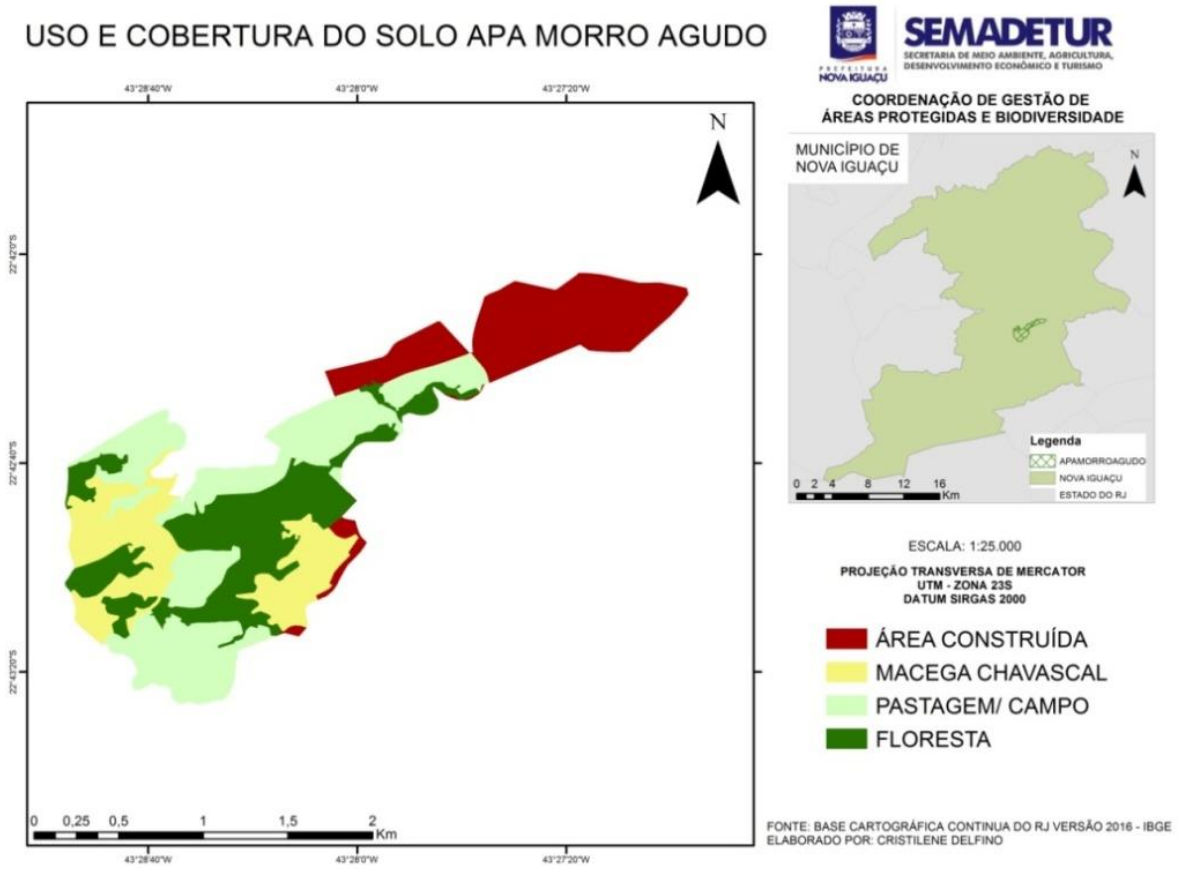 USO E COBERTURA DO SOLO APA MORRO AGUDO
43°28'40"W
43°28'0"W
43°27'20"W
N
22°42'0"S
22°42'40"S
22°43'20"S
0 0,25 0,5 1 1,5 2
Km
43°28'40"W
43°28'0"W
43°27'20"W
PREFEITURA
NOVA IGUAÇU
SEMADETUR
SECRETARIA DE MEIO AMBIENTE, AGRICULTURA,
DESENVOLVIMENTO ECONÔMICO E TURISMO
COORDENAÇÃO DE GESTÃO DE
ÁREAS PROTEGIDAS E BIODIVERSIDADE
MUNICÍPIO DE
NOVA IGUAÇU
N
Legenda
APAMORROAGUDO
NOVA IGUAÇU
ESTADO DO RJ
0 2 4 8 12 16
Km
ESCALA: 1:25.000
PROJEÇÃO TRANSVERSA DE MERCATOR
UTM - ZONA 23S
DATUM SIRGAS 2000
ÁREA CONSTRUÍDA
MACEGA CHAVASCAL
PASTAGEM/ CAMPO
FLORESTA
FONTE: BASE CARTOGRÁFICA CONTINUA DO RJ VERSÃO 2016 - IBGE
ELABORADO POR: CRISTILENE DELFINO